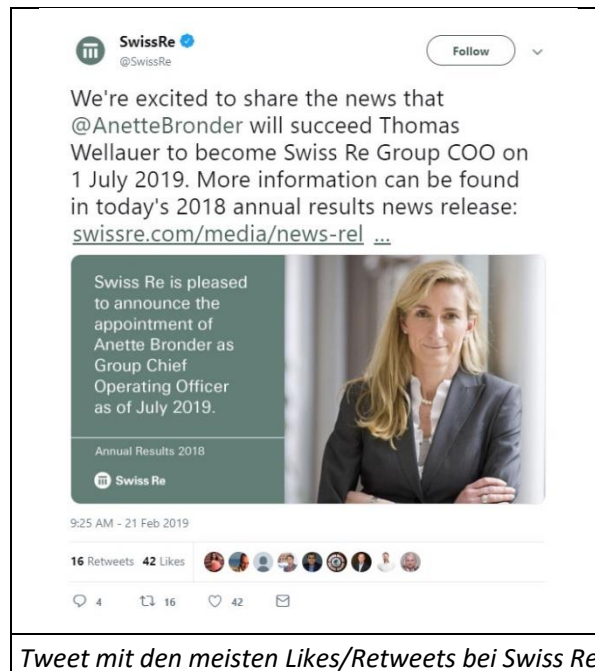 SwissRe
@SwissRe
Follow
We're excited to share the news that
@AnetteBronder will succeed Thomas
Wellauer to become Swiss Re Group COO on
1 July 2019. More information can be found
in today's 2018 annual results news release:
swissre.com/media/news-rel ...
Swiss Re is pleased
to announce the
appointment of
Anette Bronder as
Group Chief
Operating Officer
as of July 2019.
Annual Results 2018
Swiss Re
9:25 AM - 21 Feb 2019
16 Retweets 42 Likes
4 16 42
Tweet mit den meisten Likes/Retweets bei Swiss Re